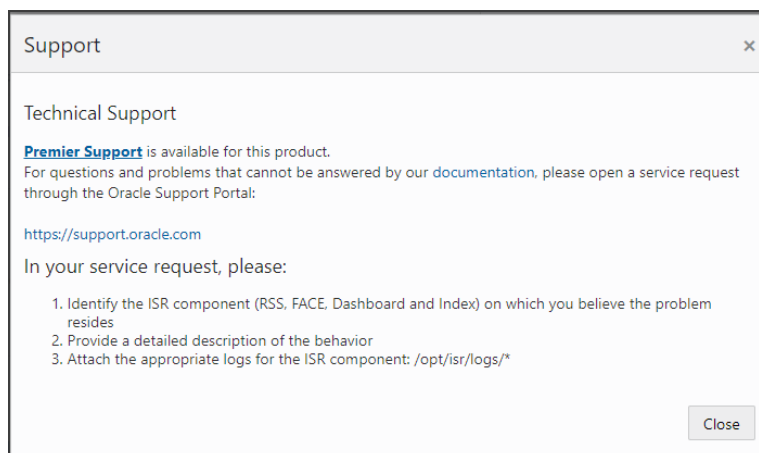 Support
×
Technical Support
Premier Support is available for this product.
For questions and problems that cannot be answered by our documentation, please open a service request
through the Oracle Support Portal:
https://support.oracle.com
In your service request, please:
1. Identify the ISR component (RSS, FACE, Dashboard and Index) on which you believe the problem
resides
2. Provide a detailed description of the behavior
3. Attach the appropriate logs for the ISR component: /opt/isr/logs/*
Close